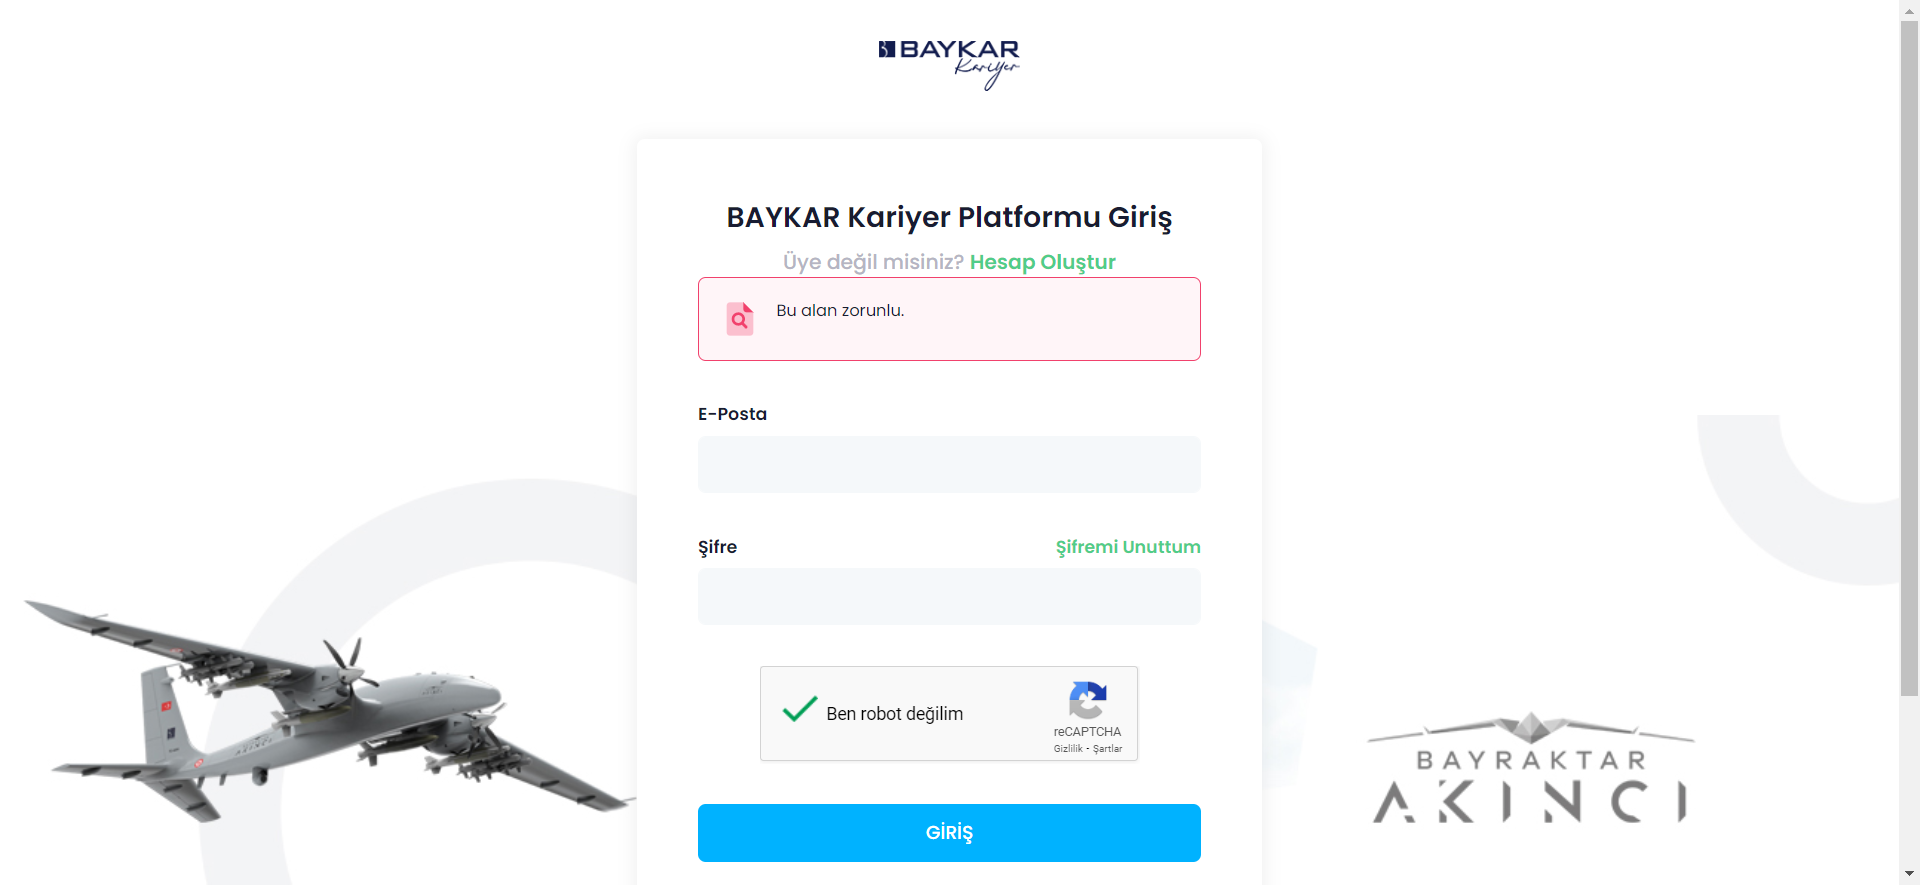 BAYKAR
Kariyer
BAYKAR Kariyer Platformu Giriş
Üye değil misiniz? Hesap Oluştur
Bu alan zorunlu.
E-Posta
Şifre
Şifremi Unuttum
Ben robot değilim
reCAPTCHA
Gizlilik - Şartlar
GİRİŞ
AKINCI
BAYRAKTAR
AKINCI